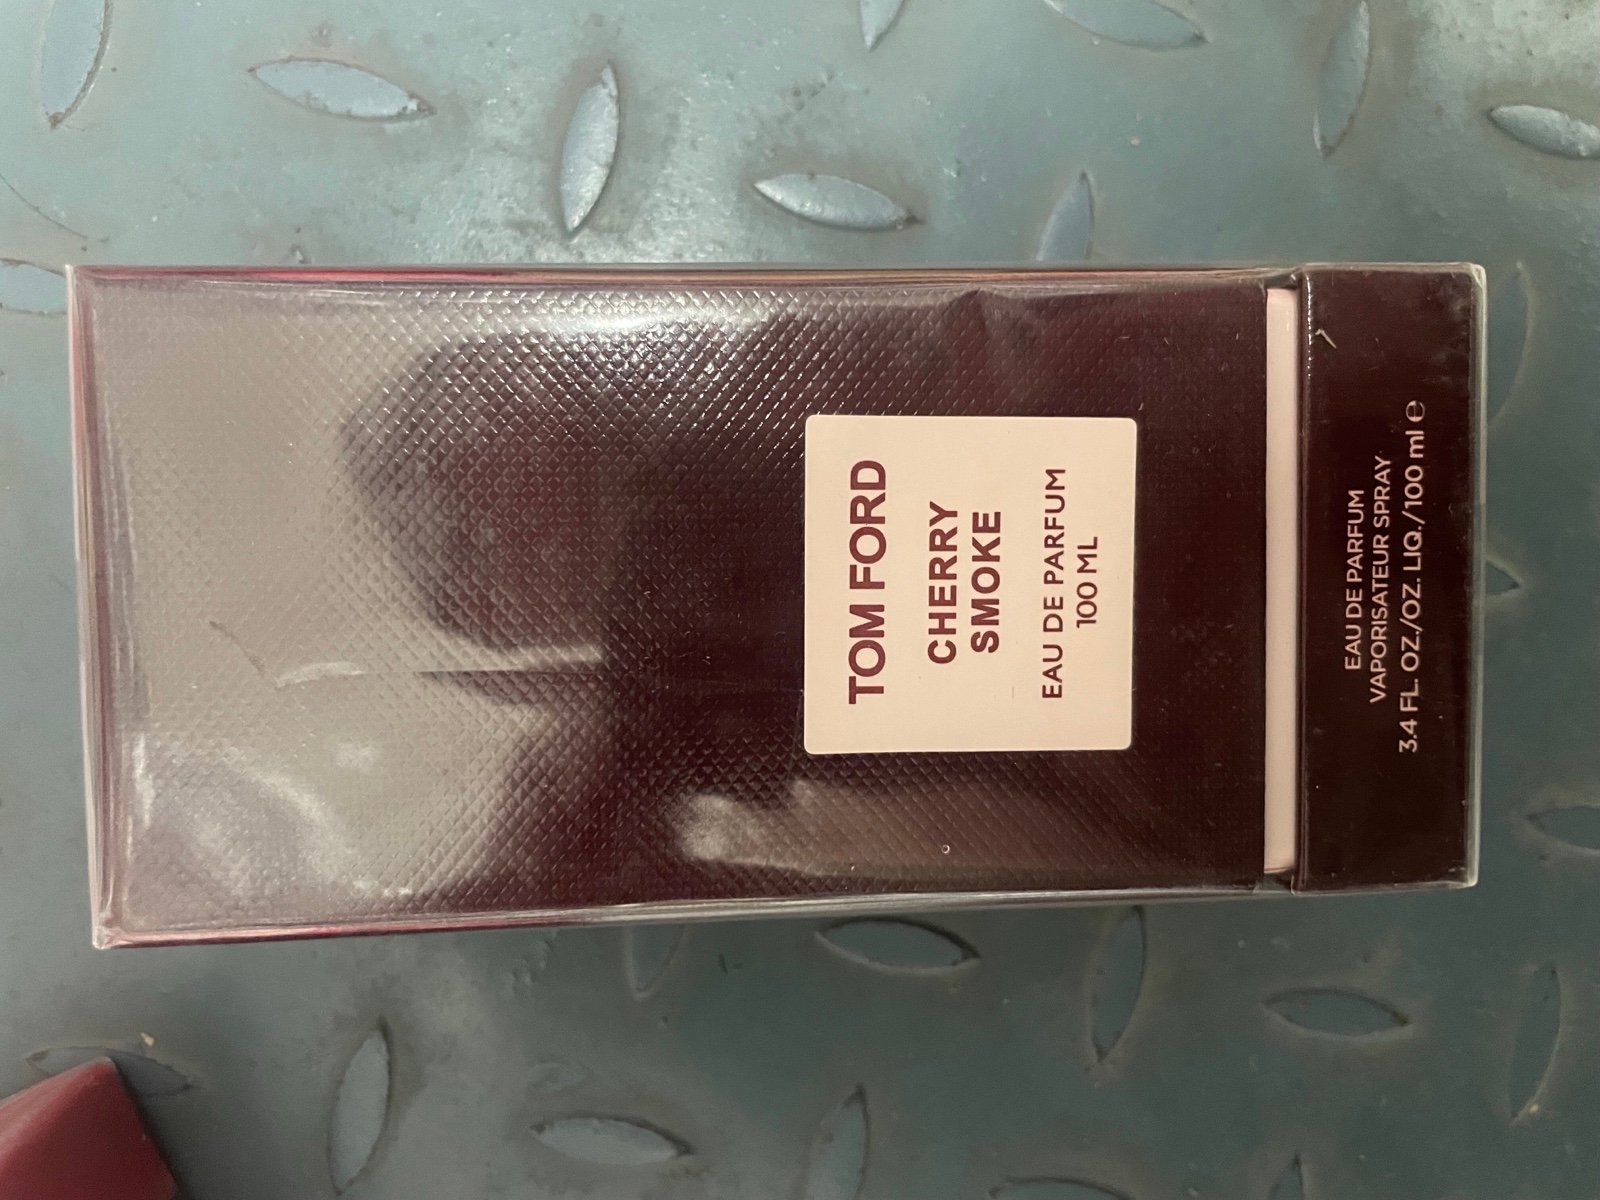 TOM FORD
CHERRY
SMOKE
EAU DE PARFUM
100 ML
EAU DE PARFUM
VAPORISATEUR SPRAY
3.4 FL. OZ./OZ. LIQ./100 ml ℮